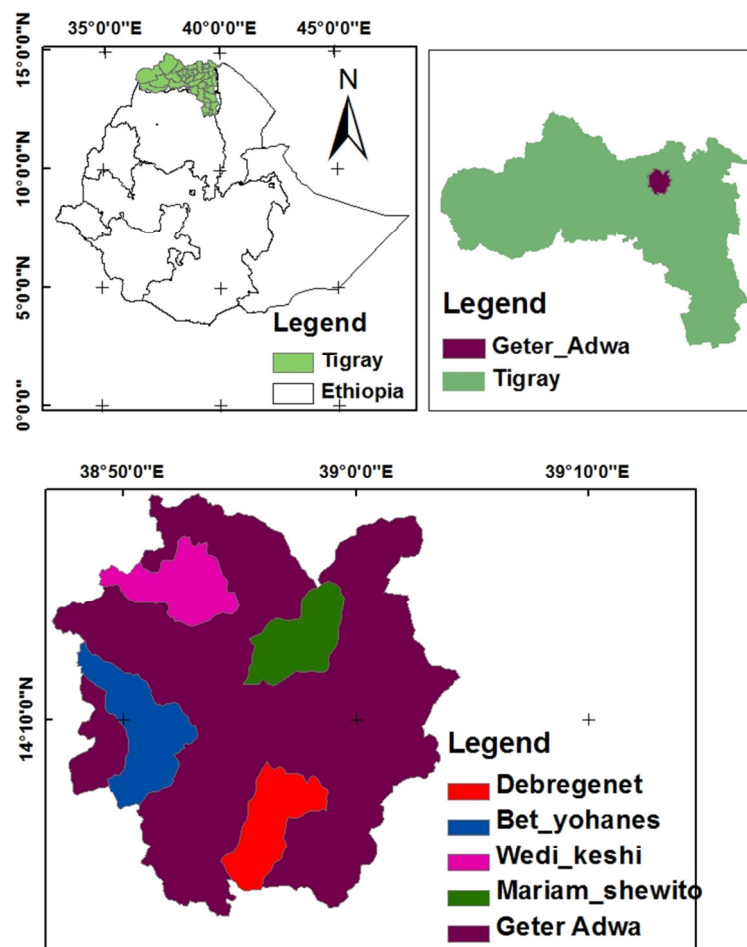 35°0'0"E 40°0'0"E 45°0'0"E
15°0'0"N
10°0'0"N
5°0'0"N
0°0'0"
N
Legend
Tigray
Ethiopia
Legend
Geter_Adwa
Tigray
38°50'0"E 39°0'0"E 39°10'0"E
14°10'0"N
Legend
Debregenet
Bet_yohanes
Wedi_keshi
Mariam_shewito
Geter Adwa